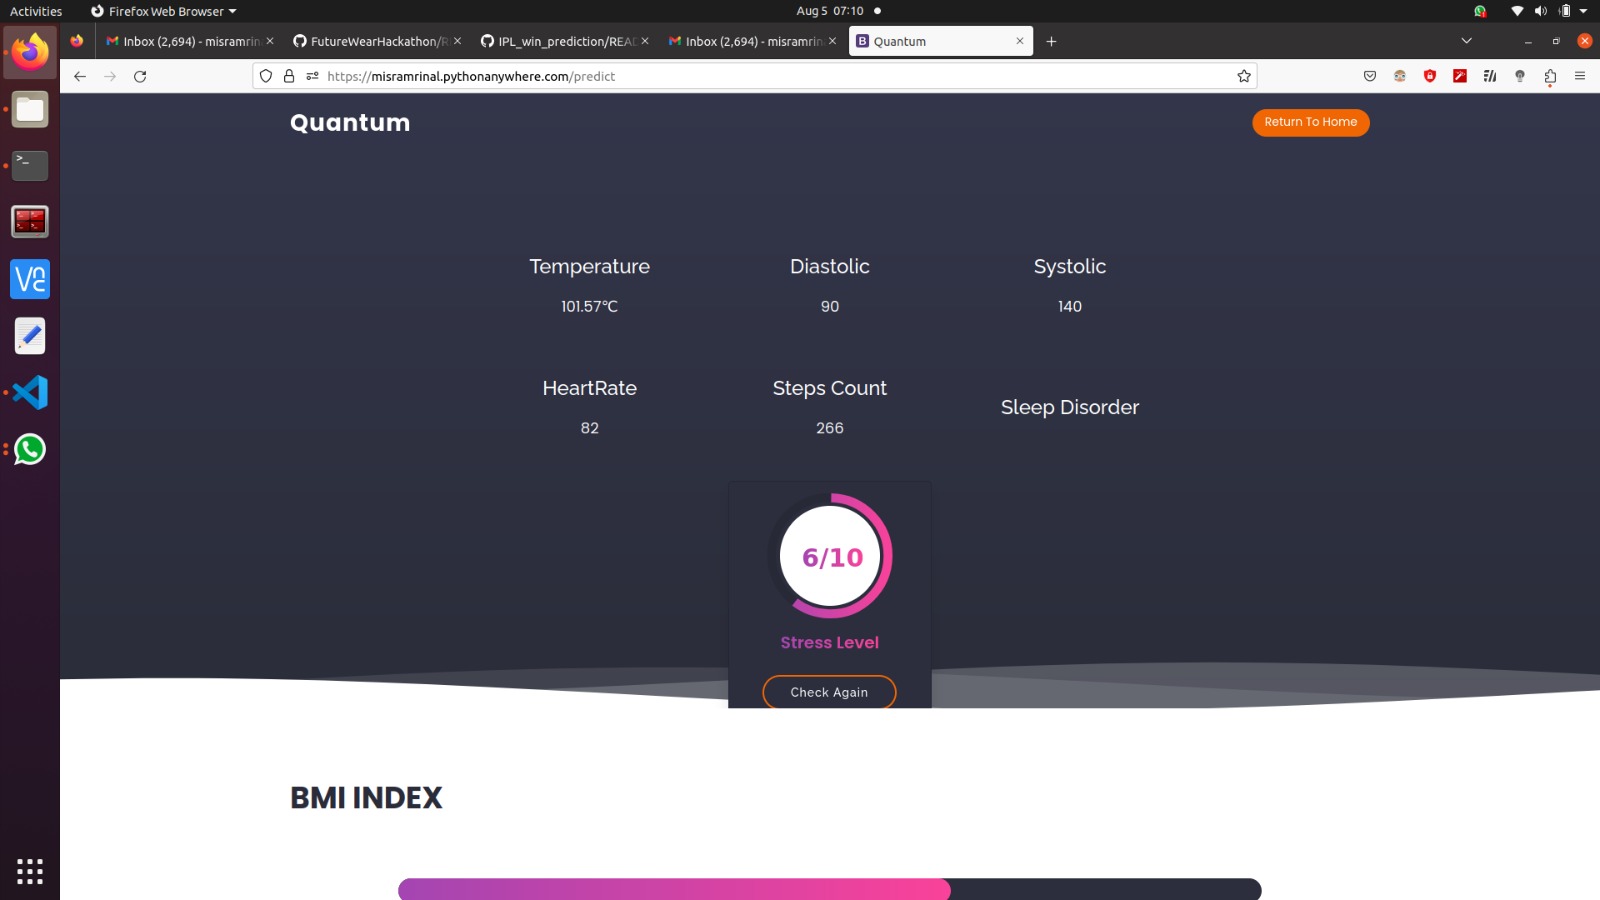 Activities
Firefox Web Browser
Aug 5 07:10
Inbox (2,694) - misramrin
FutureWearHackathon/R
IPL_win_prediction/REA
Inbox (2,694) - misramrin
Quantum
https://misramrinal.pythonanywhere.com/predict
Quantum
Return To Home
Temperature
Diastolic
Systolic
101.57°C
90
140
HeartRate
Steps Count
Sleep Disorder
82
266
6/10
Stress Level
Check Again
BMI INDEX